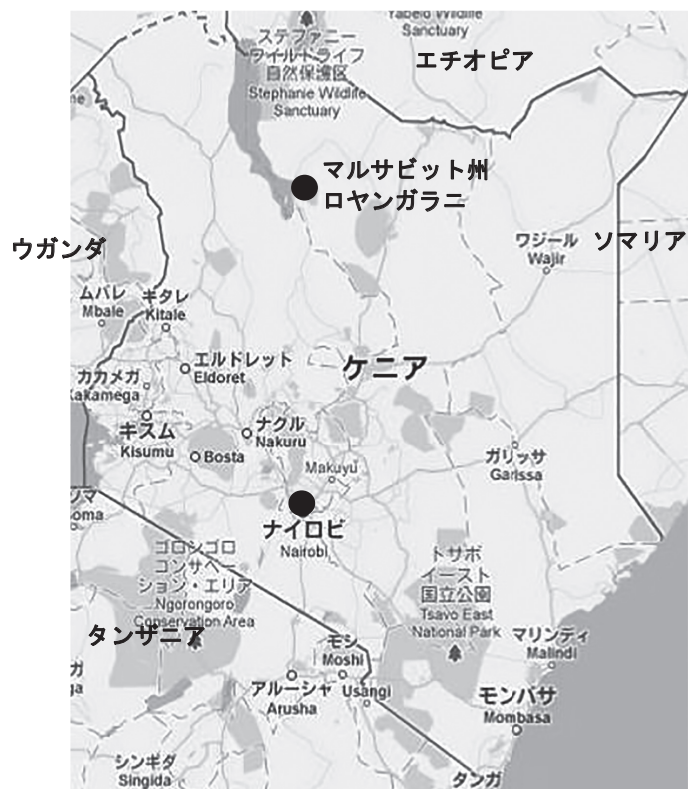 Yabelo Wildlife
Sanctuary
ステファニー
ワイルドライフ
自然保護区
Stephanie Wildlife
Sanctuary
エチオピア
マルサビット州
ロヤンガラニ
ウガンダ
ソマリア
ワジール
Wajir
ムバレ
Mbale
キタレ
Kitale
エルドレット
Eldoret
ケニア
カカメガ
Kakamega
キスム
Kisumu
ナクル
Nakuru
Bosta
Makuyu
ガリッサ
Garissa
ナイロビ
Nairobi
ゴロンゴロ
コンサベー
ション・エリア
Ngorongoro
Conservation Area
タンザニア
トサボ
イースト
国立公園
Tsavo East
National Park
マリンディ
Malindi
モシ
Moshi
アルーシャ
Arusha
Usangi
モンバサ
Mombasa
シンギダ
Singida
タンガ